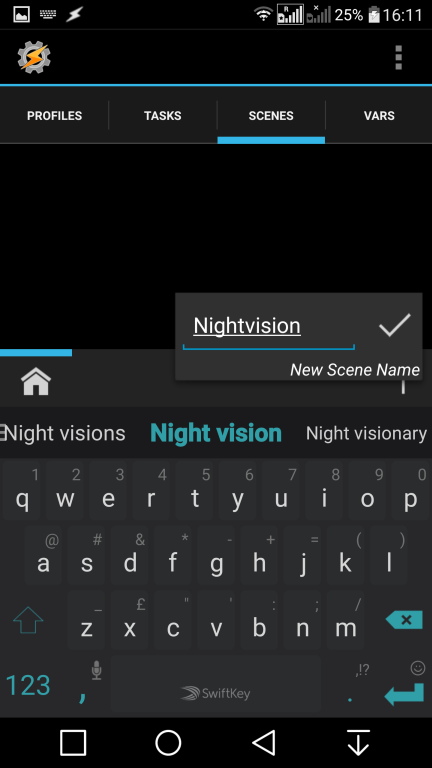 R x 25% 16:11
PROFILES TASKS SCENES VARS
Nightvision
New Scene Name
Night visions Night vision Night visionary
1 2 3 4 5 6 7 8 9 0
q w e r t y u i o p
@ # & * - + = ( )
a s d f g h j k l
_ £ " ' : ; /
z x c v b n m
123 , SwiftKey . ,!?